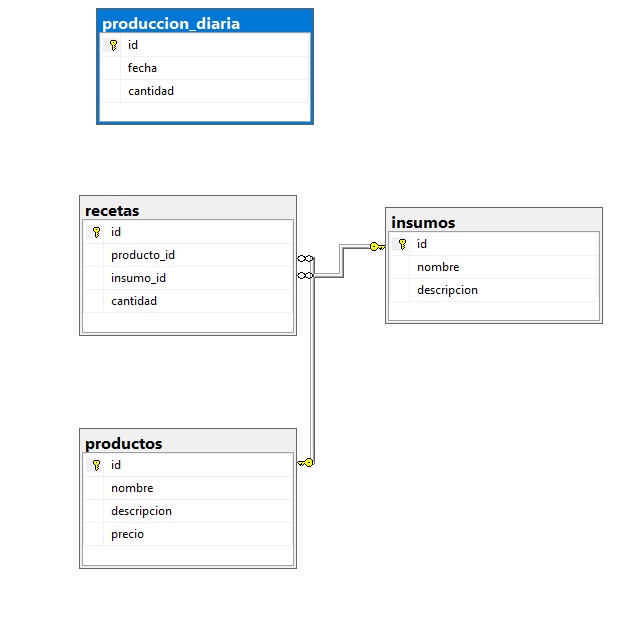 produccion_diaria
id
fecha
cantidad
recetas
id
producto_id
insumo_id
cantidad
insumos
id
nombre
descripcion
productos
id
nombre
descripcion
precio